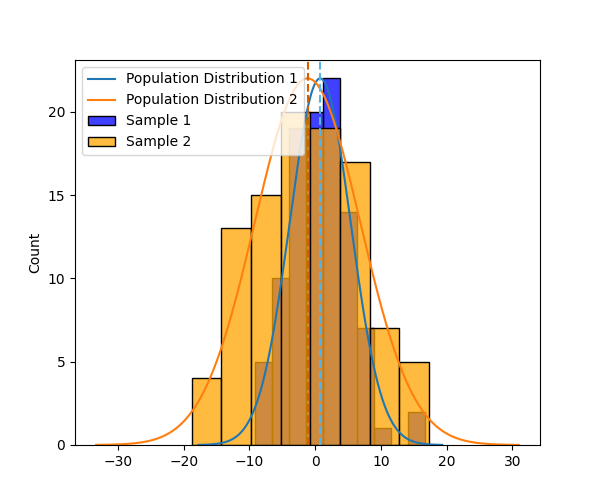 Population Distribution 1
Population Distribution 2
Sample 1
Sample 2
Count
20
15
10
5
0
−30 −20 −10 0 10 20 30